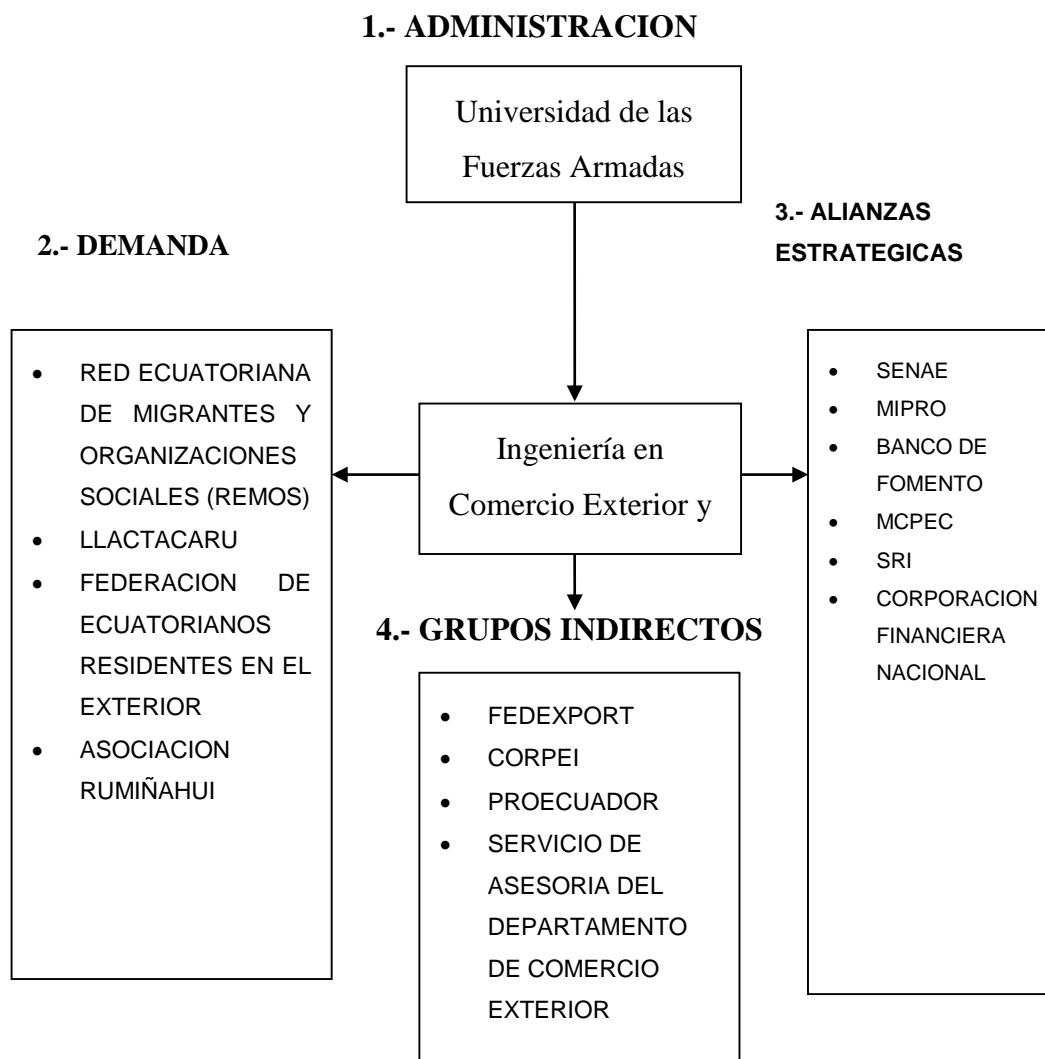 1.- ADMINISTRACION
Universidad de las
Fuerzas Armadas
2.- DEMANDA
• RED ECUATORIANA
DE MIGRANTES Y
ORGANIZACIONES
SOCIALES (REMOS)
• LLACTACARU
• FEDERACION DE
ECUATORIANOS
RESIDENTES EN EL
EXTERIOR
• ASOCIACION
RUMIÑAHUI
Ingeniería en
Comercio Exterior y
3.- ALIANZAS
ESTRATEGICAS
• SENAE
• MIPRO
• BANCO DE
FOMENTO
• MCPEC
• SRI
• CORPORACION
FINANCIERA
NACIONAL
4.- GRUPOS INDIRECTOS
• FEDEXPORT
• CORPEI
• PROECUADOR
• SERVICIO DE
ASESORIA DEL
DEPARTAMENTO
DE COMERCIO
EXTERIOR